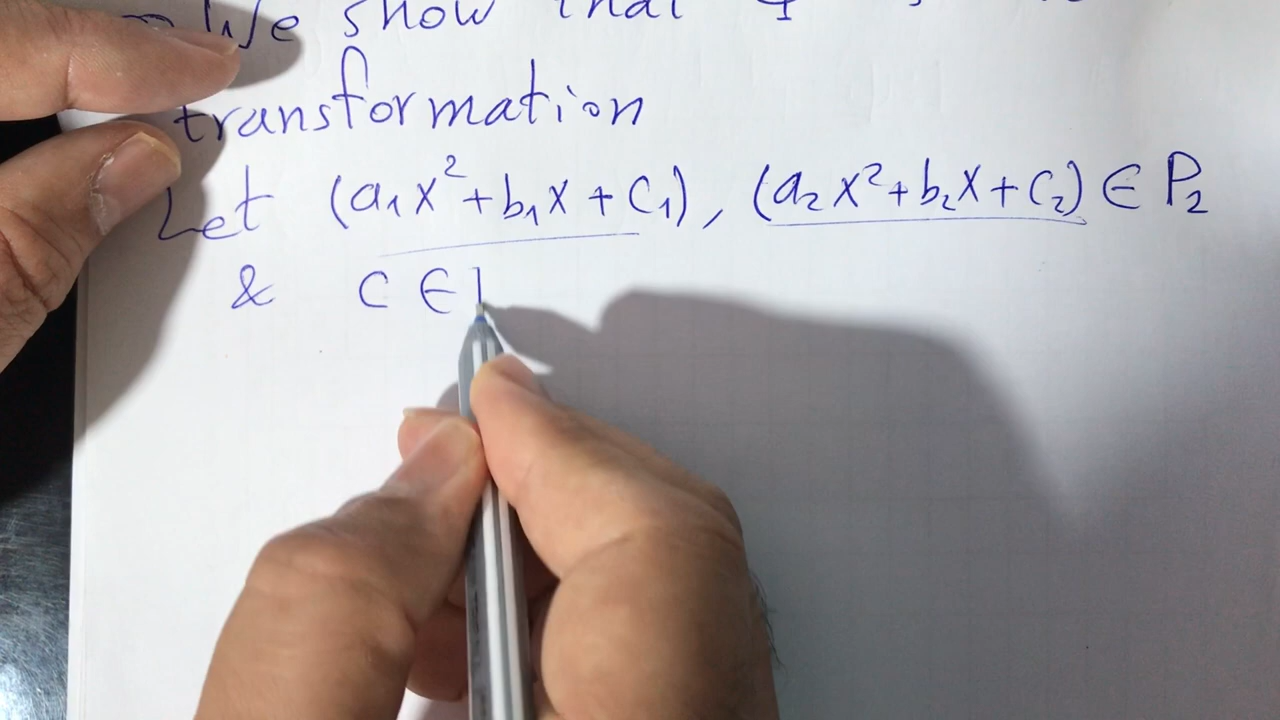 We show that
transformation
Let (a₁x²+b₁x+c₁), (a₂x²+b₂x+c₂) ∈ P₂
& c ∈